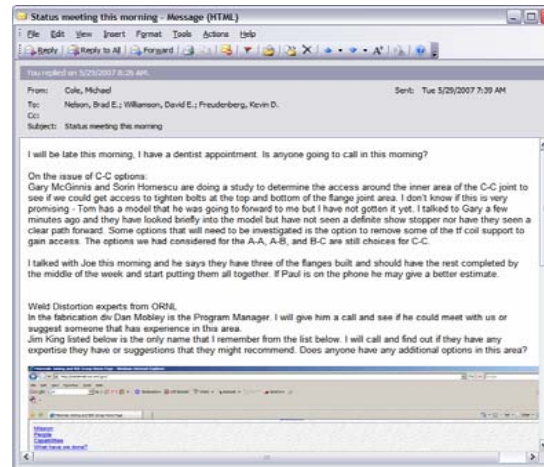 Status meeting this morning - Message (HTML)
File Edit View Insert Format Tools Actions Help
Reply Reply to All Forward
You replied on 5/29/2007 8:26 AM.
From: Cole, Michael Sent: Tue 5/29/2007 7:39 AM
To: Nelson, Brad E.; Williamson, David E.; Freudenberg, Kevin D.
Cc:
Subject: Status meeting this morning
I will be late this morning, I have a dentist appointment. Is anyone going to call in this morning?
On the issue of C-C options:
Gary McGinnis and Sorin Homescu are doing a study to determine the access around the inner area of the C-C joint to
see if we could get access to tighten bolts at the top and bottom of the flange joint area. I don't know if this is very
promising - Tom has a model that he was going to forward to me but I have not gotten it yet. I talked to Gary a few
minutes ago and they have looked briefly into the model but have not seen a definite show stopper nor have they seen a
clear path forward. Some options that will need to be investigated is the option to remove some of the tf coil support to
gain access. The options we had considered for the A-A, A-B, and B-C are still choices for C-C.
I talked with Joe this morning and he says they have three of the flanges built and should have the rest completed by
the middle of the week and start putting them all together. If Paul is on the phone he may give a better estimate.
Weld Distortion experts from ORNL
In the fabrication div Dan Mobley is the Program Manager. I will give him a call and see if he could meet with us or
suggest someone that has experience in this area.
Jim King listed below is the only name that I remember from the list below. I will call and find out if they have any
expertise they have or suggestions that they might recommend. Does anyone have any additional options in this area?
Mission
People
Capabilities
What have we done?